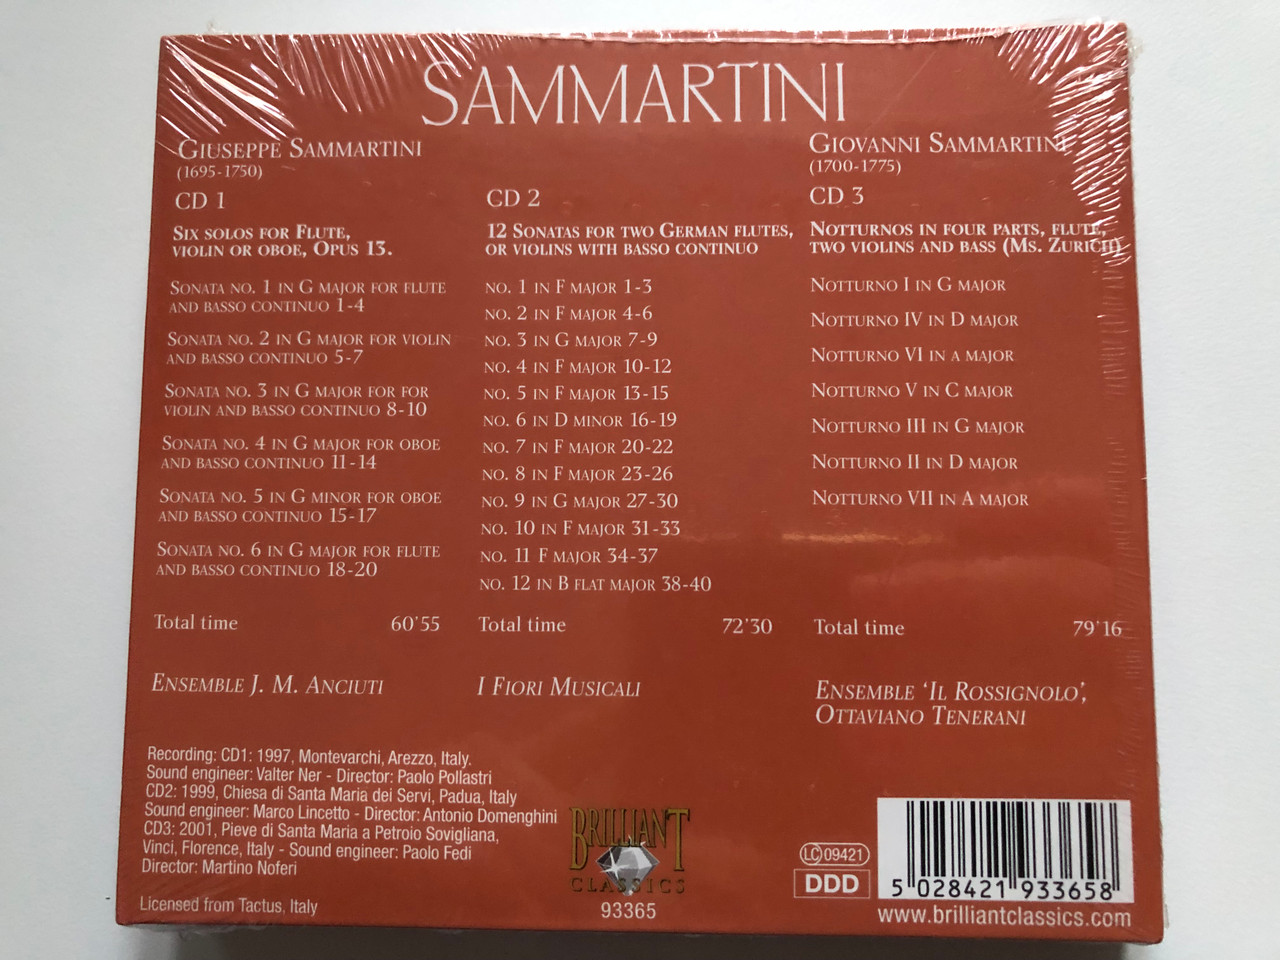 SAMMARTINI
GIUSEPPE SAMMARTINI
(1695-1750)
CD 1
SIX SOLOS FOR FLUTE,
VIOLIN OR OBOE, OPUS 13.
SONATA NO. 1 IN G MAJOR FOR FLUTE
AND BASSO CONTINUO 1-4
SONATA NO. 2 IN G MAJOR FOR VIOLIN
AND BASSO CONTINUO 5-7
SONATA NO. 3 IN G MAJOR FOR FOR
VIOLIN AND BASSO CONTINUO 8-10
SONATA NO. 4 IN G MAJOR FOR OBOE
AND BASSO CONTINUO 11-14
SONATA NO. 5 IN G MINOR FOR OBOE
AND BASSO CONTINUO 15-17
SONATA NO. 6 IN G MAJOR FOR FLUTE
AND BASSO CONTINUO 18-20
Total time 60'55
ENSEMBLE J. M. ANCIUTI
CD 2
12 SONATAS FOR TWO GERMAN FLUTES,
OR VIOLINS WITH BASSO CONTINUO
NO. 1 IN F MAJOR 1-3
NO. 2 IN F MAJOR 4-6
NO. 3 IN G MAJOR 7-9
NO. 4 IN F MAJOR 10-12
NO. 5 IN F MAJOR 13-15
NO. 6 IN D MINOR 16-19
NO. 7 IN F MAJOR 20-22
NO. 8 IN F MAJOR 23-26
NO. 9 IN G MAJOR 27-30
NO. 10 IN F MAJOR 31-33
NO. 11 F MAJOR 34-37
NO. 12 IN B FLAT MAJOR 38-40
Total time 72'30
I FIORI MUSICALI
GIOVANNI SAMMARTINI
(1700-1775)
CD 3
NOTTURNOS IN FOUR PARTS, FLUTE,
TWO VIOLINS AND BASS (MS. ZURICH)
NOTTURNO I IN G MAJOR
NOTTURNO IV IN D MAJOR
NOTTURNO VI IN A MAJOR
NOTTURNO V IN C MAJOR
NOTTURNO III IN G MAJOR
NOTTURNO II IN D MAJOR
NOTTURNO VII IN A MAJOR
Total time 79'16
ENSEMBLE 'IL ROSSIGNOLO',
OTTAVIANO TENERANI
Recording: CD1: 1997, Montevarchi, Arezzo, Italy.
Sound engineer: Valter Ner - Director: Paolo Pollastri
CD2: 1999, Chiesa di Santa Maria dei Servi, Padua, Italy
Sound engineer: Marco Lincetto - Director: Antonio Domenghini
CD3: 2001, Pieve di Santa Maria a Petroio Sovigliana,
Vinci, Florence, Italy - Sound engineer: Paolo Fedi
Director: Martino Noferi
Licensed from Tactus, Italy
BRILLIANT
CLASSICS
93365
LC 09421
DDD
5 028421 933658
www.brilliantclassics.com